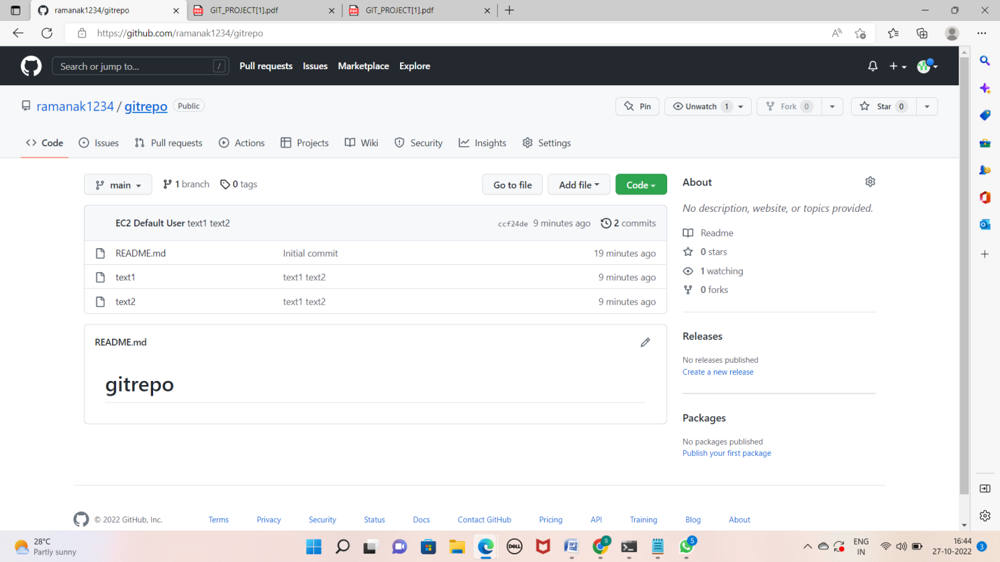 ramanak1234/gitrepo
GIT_PROJECT[1].pdf
GIT_PROJECT[1].pdf
https://github.com/ramanak1234/gitrepo
Search or jump to... /
Pull requests Issues Marketplace Explore
ramanak1234 / gitrepo Public
Pin Unwatch 1 Fork 0 Star 0
<> Code Issues Pull requests Actions Projects Wiki Security Insights Settings
main 1 branch 0 tags Go to file Add file Code
EC2 Default User text1 text2 ccf24de 9 minutes ago 2 commits
README.md Initial commit 19 minutes ago
text1 text1 text2 9 minutes ago
text2 text1 text2 9 minutes ago
README.md
gitrepo
About
No description, website, or topics provided.
Readme
0 stars
1 watching
0 forks
Releases
No releases published
Create a new release
Packages
No packages published
Publish your first package
© 2022 GitHub, Inc. Terms Privacy Security Status Docs Contact GitHub Pricing API Training Blog About
28°C
Partly sunny
DELL
W
S
5
ENG
IN
16:44
27-10-2022
3